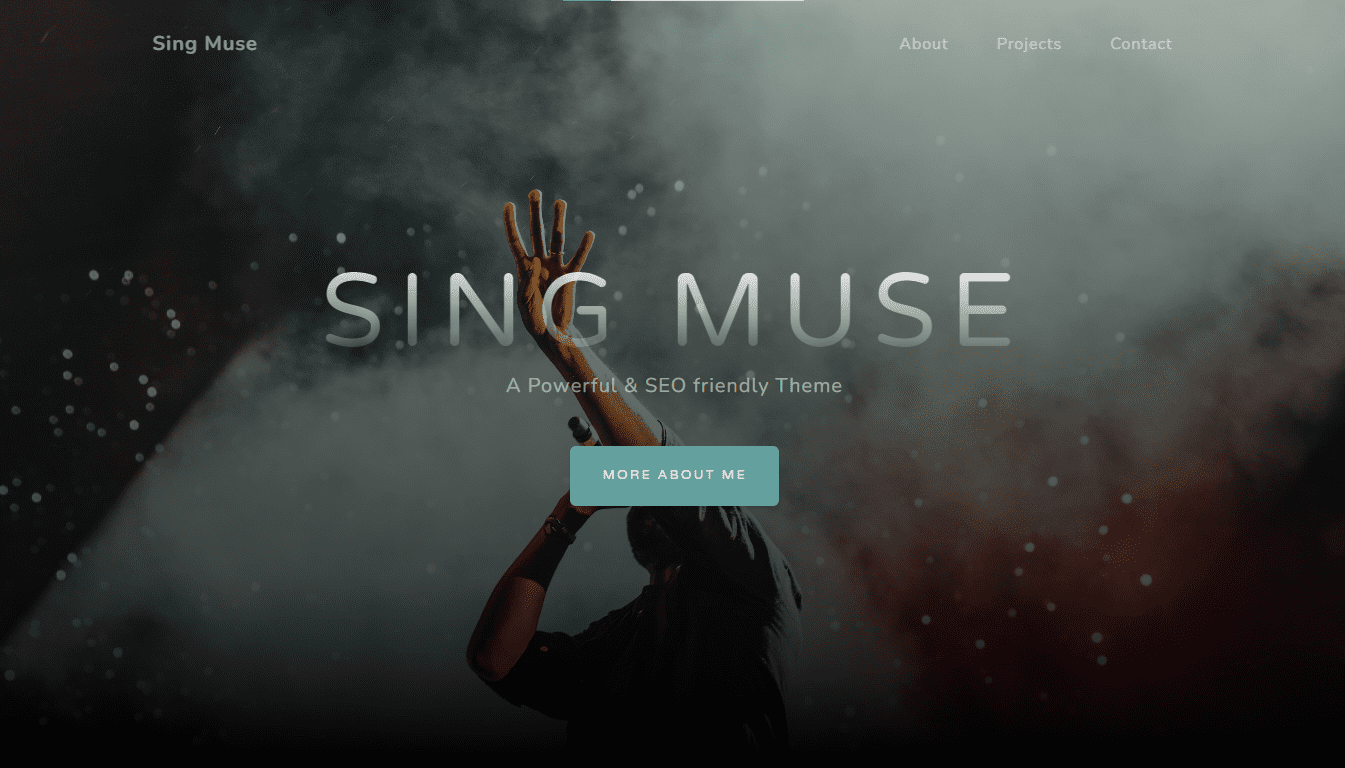 Sing Muse
About
Projects
Contact
SING MUSE
A Powerful & SEO friendly Theme
MORE ABOUT ME